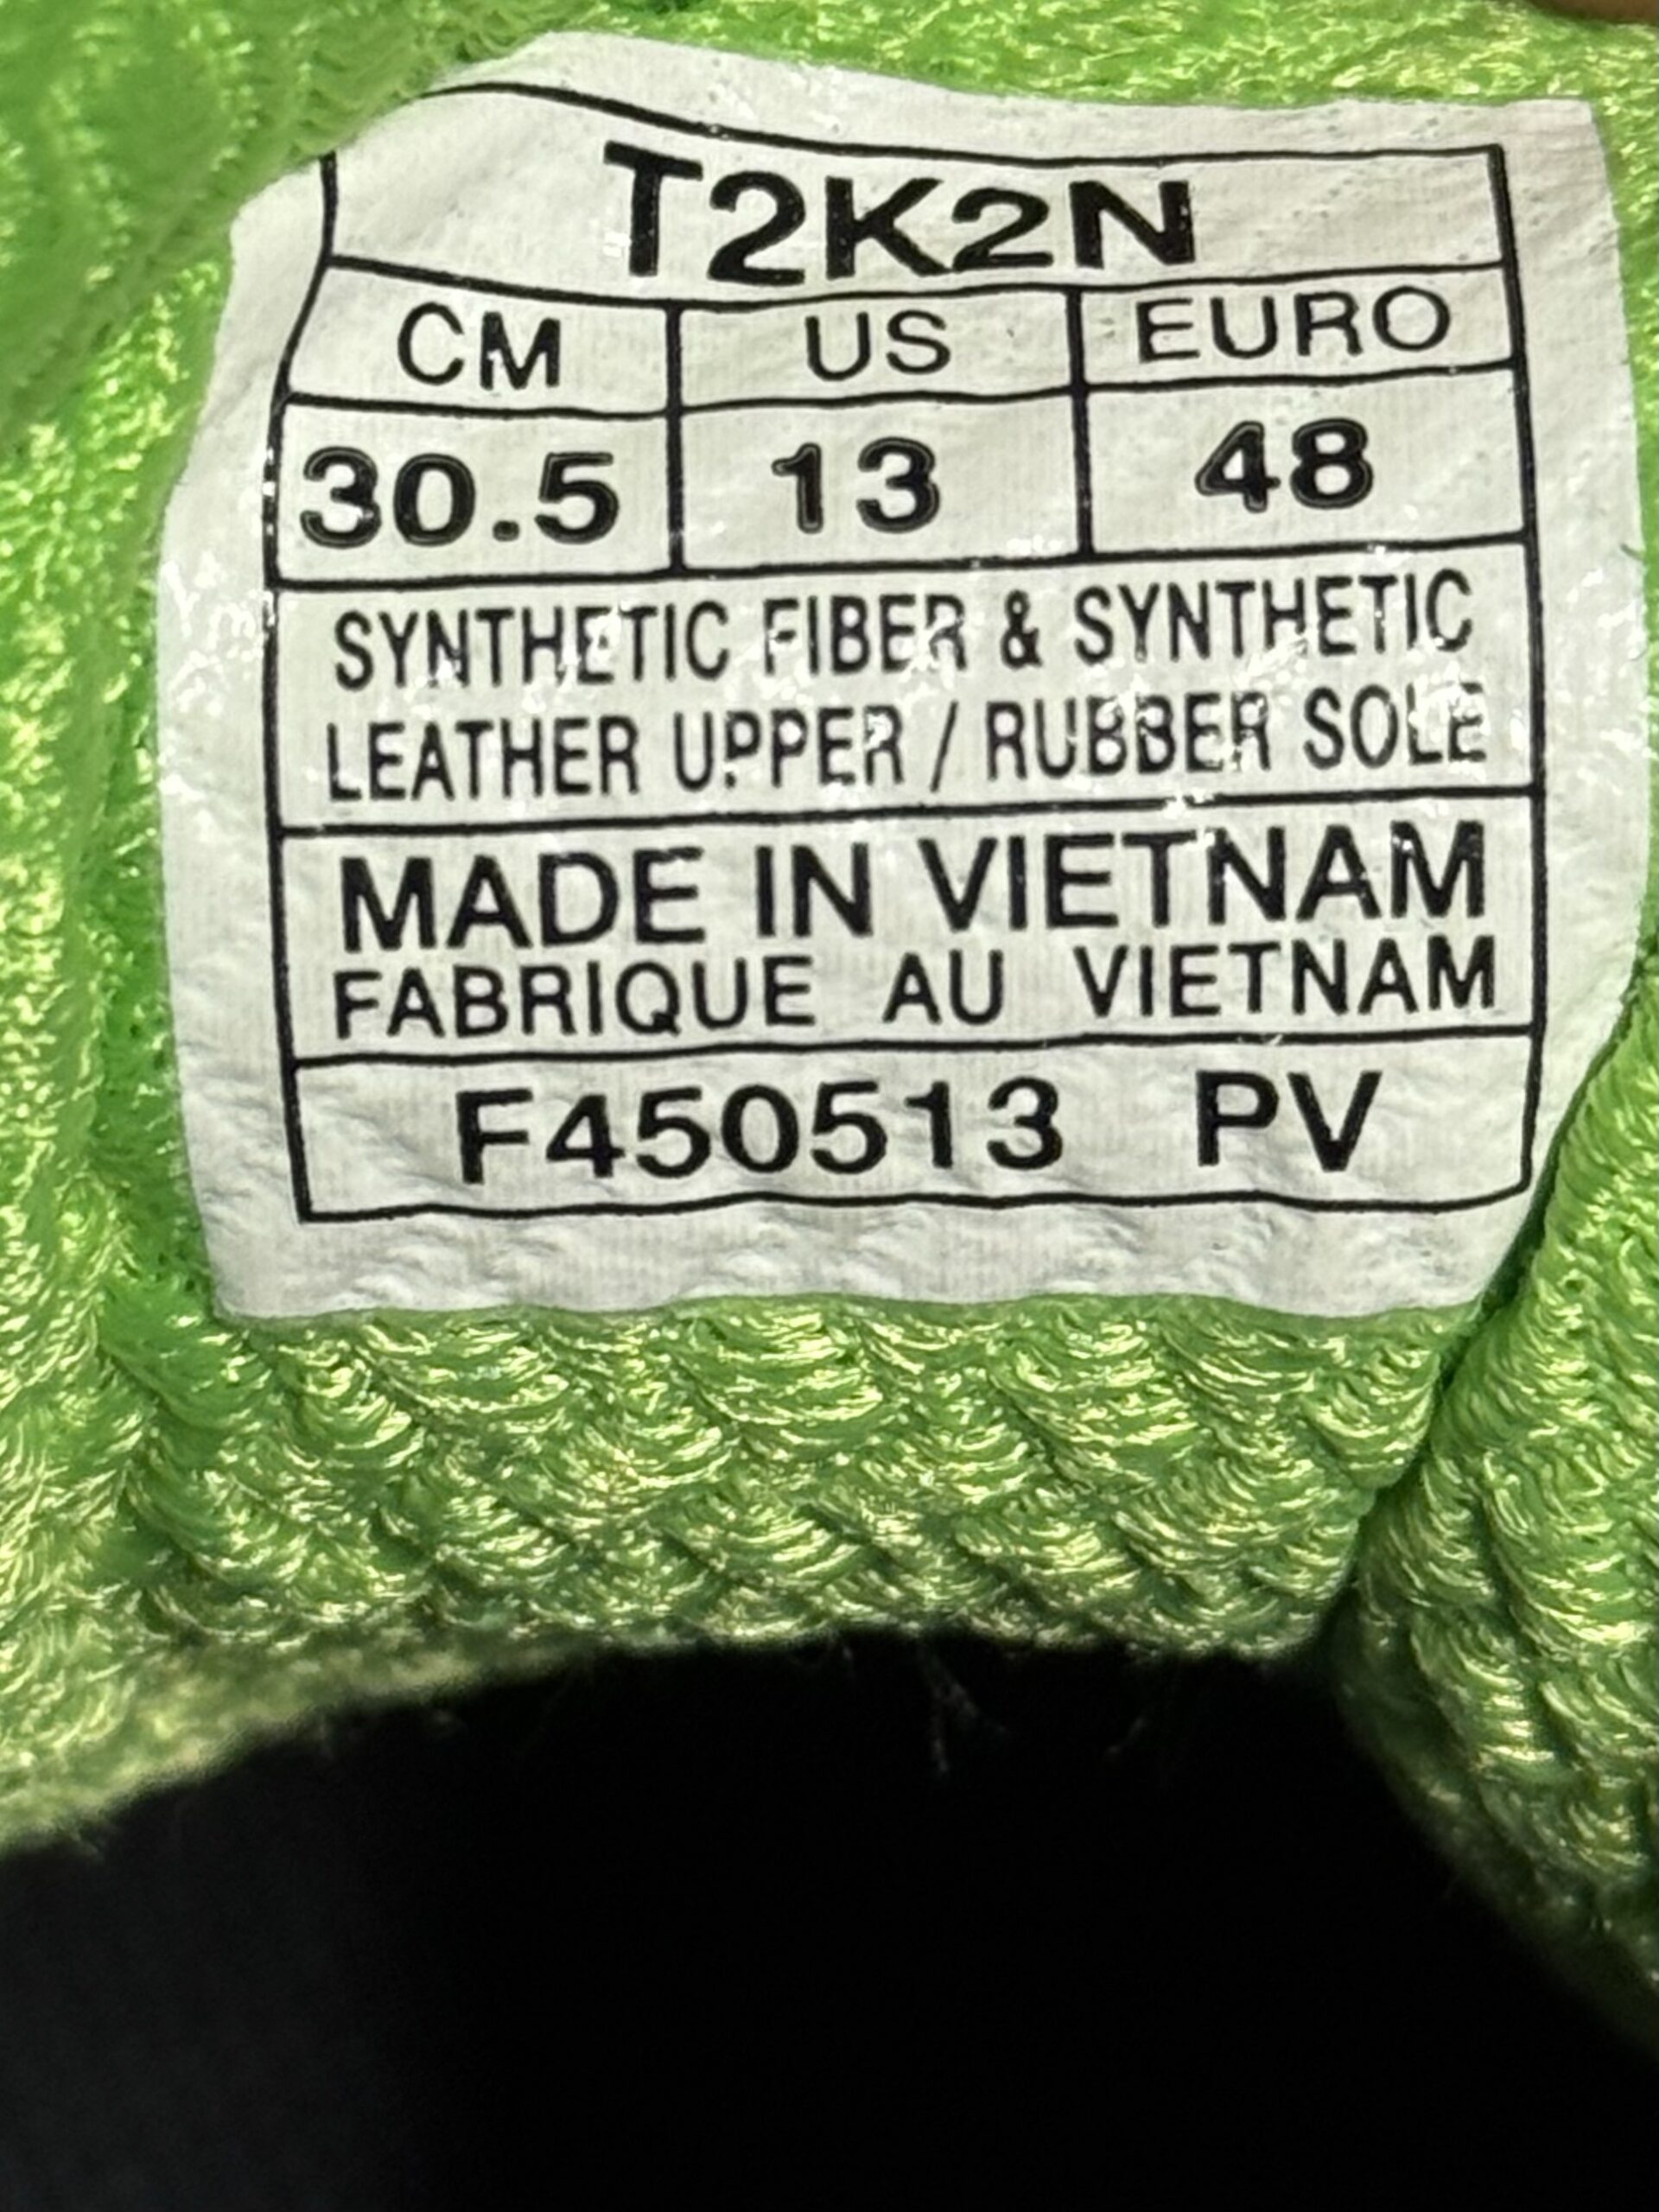 T2K2N
CM US EURO
30.5 13 48
SYNTHETIC FIBER & SYNTHETIC
LEATHER UPPER / RUBBER SOLE
MADE IN VIETNAM
FABRIQUE AU VIETNAM
F450513 PV